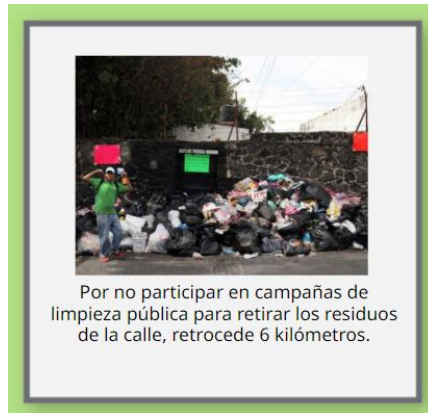 Por no participar en campañas de
limpieza pública para retirar los residuos
de la calle, retrocede 6 kilómetros.